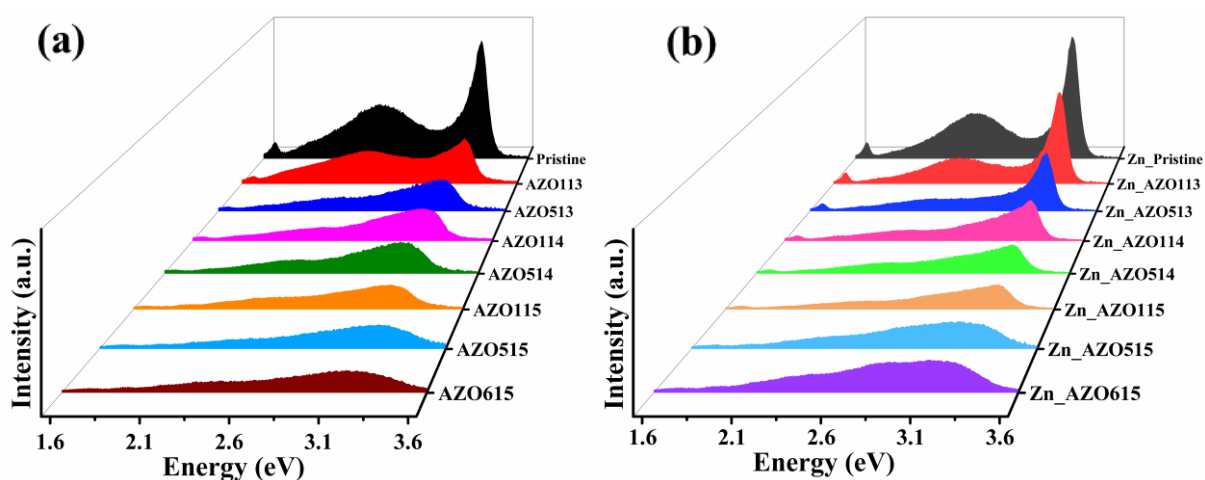 (a)
Pristine
AZO113
AZO513
AZO114
AZO514
AZO115
AZO515
AZO615
Intensity (a.u.)
1.6 2.1 2.6 3.1 3.6
Energy (eV)
(b)
Zn_Pristine
Zn_AZO113
Zn_AZO513
Zn_AZO114
Zn_AZO514
Zn_AZO115
Zn_AZO515
Zn_AZO615
Intensity (a.u.)
1.6 2.1 2.6 3.1 3.6
Energy (eV)